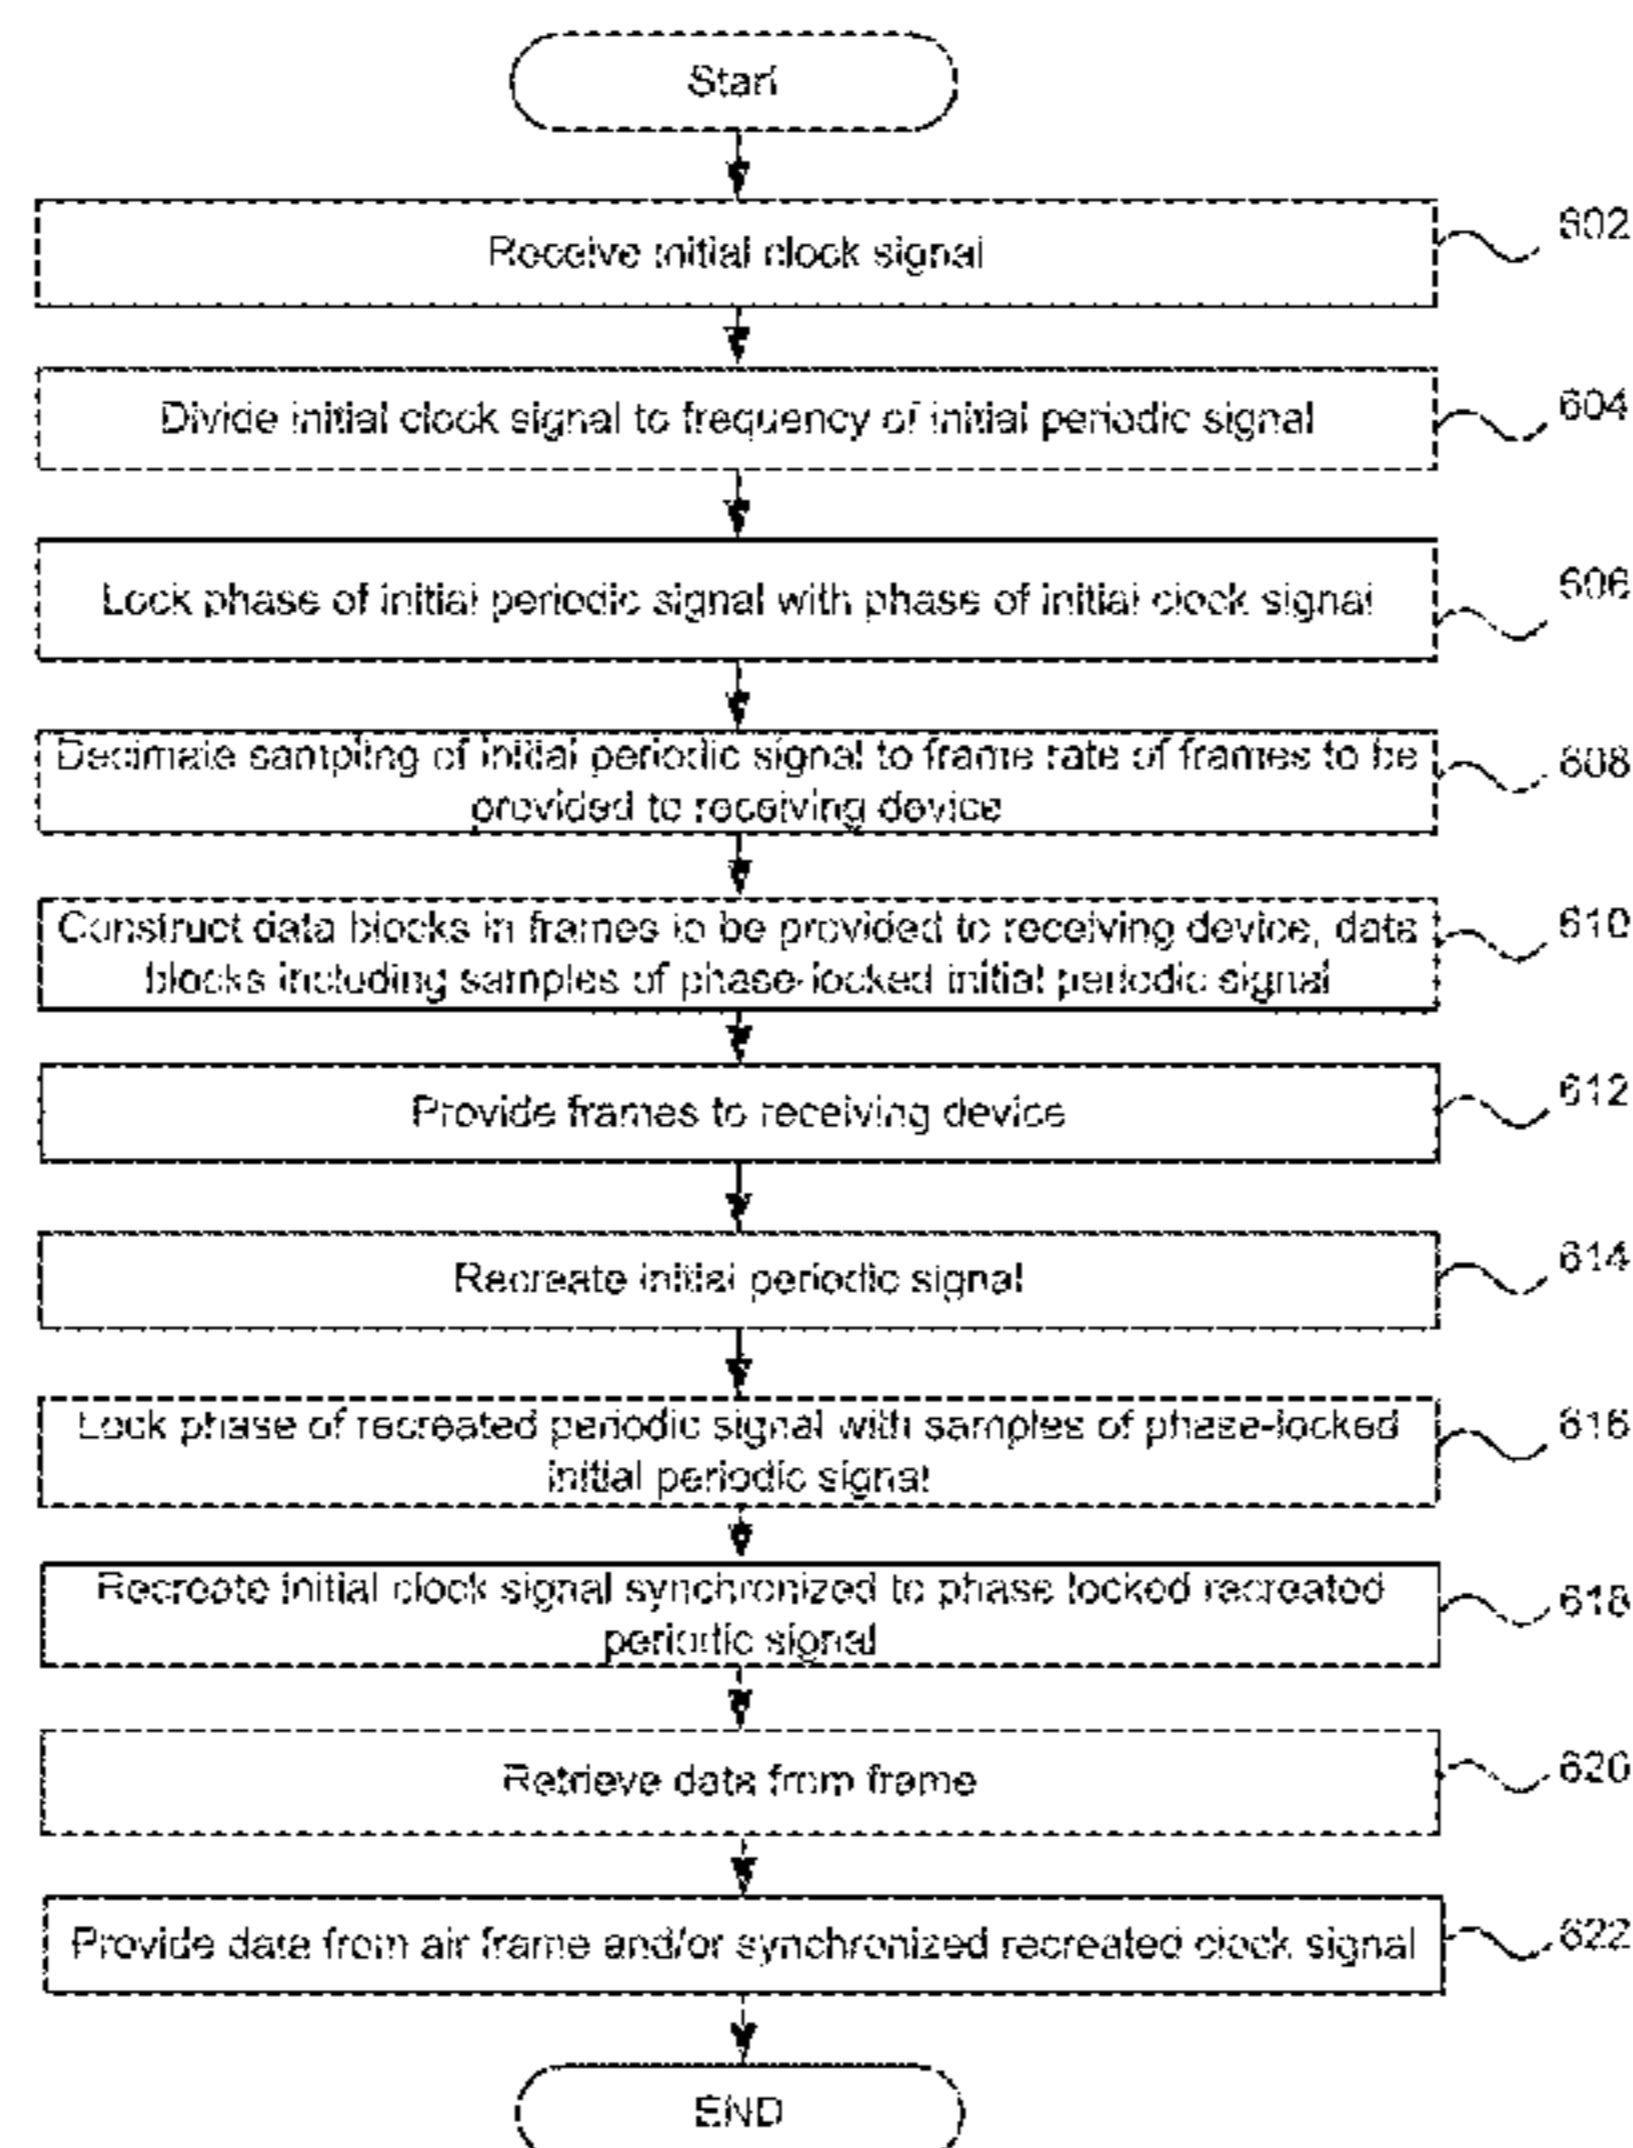 Start
Receive initial clock signal
602
Divide initial clock signal to frequency of initial periodic signal
604
Lock phase of initial periodic signal with phase of initial clock signal
606
Decimate sampling of initial periodic signal to frame rate of frames to be
provided to receiving device
608
Construct data blocks in frames to be provided to receiving device, data
blocks including samples of phase-locked initial periodic signal
610
Provide frames to receiving device
612
Recreate initial periodic signal
614
Lock phase of recreated periodic signal with samples of phase-locked
initial periodic signal
616
Recreate initial clock signal synchronized to phase locked recreated
periodic signal
618
Retrieve data from frame
620
Provide data from air frame and/or synchronized recreated clock signal
622
END